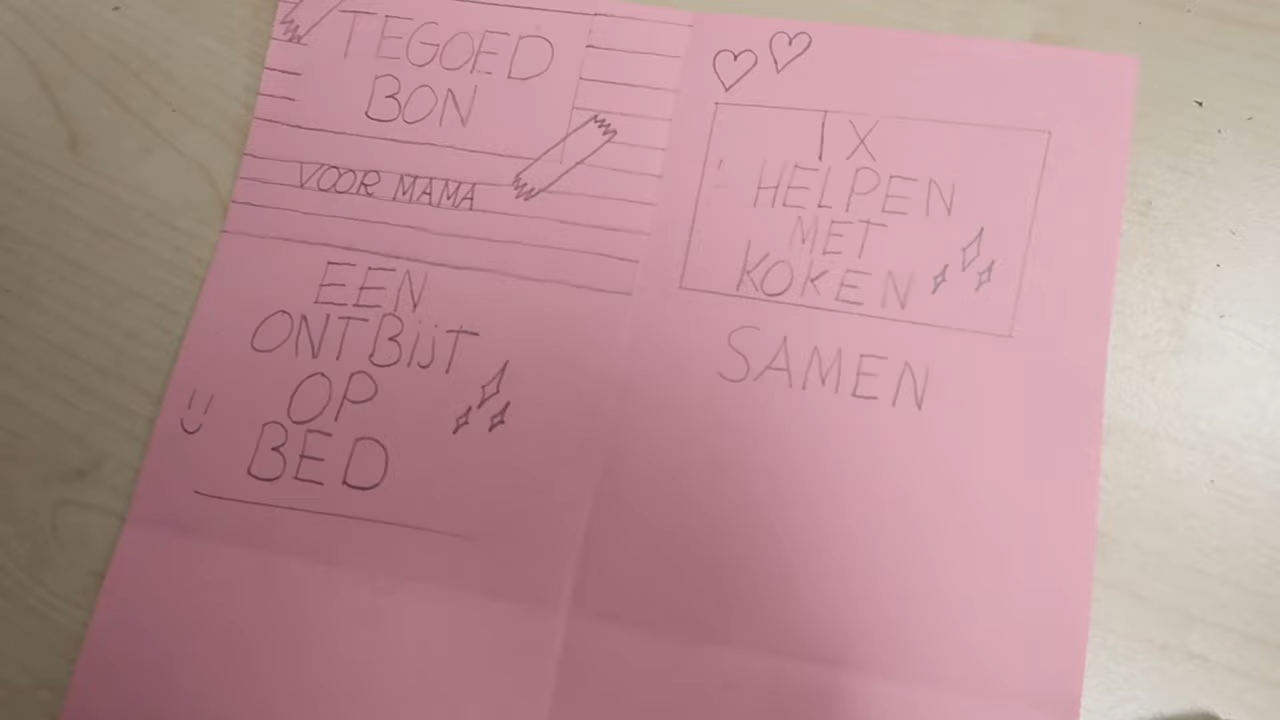 TEGOED
BON
VOOR MAMA
EEN
ONTBIJT
OP
BED
1X
HELPEN
MET
KOKEN
SAMEN